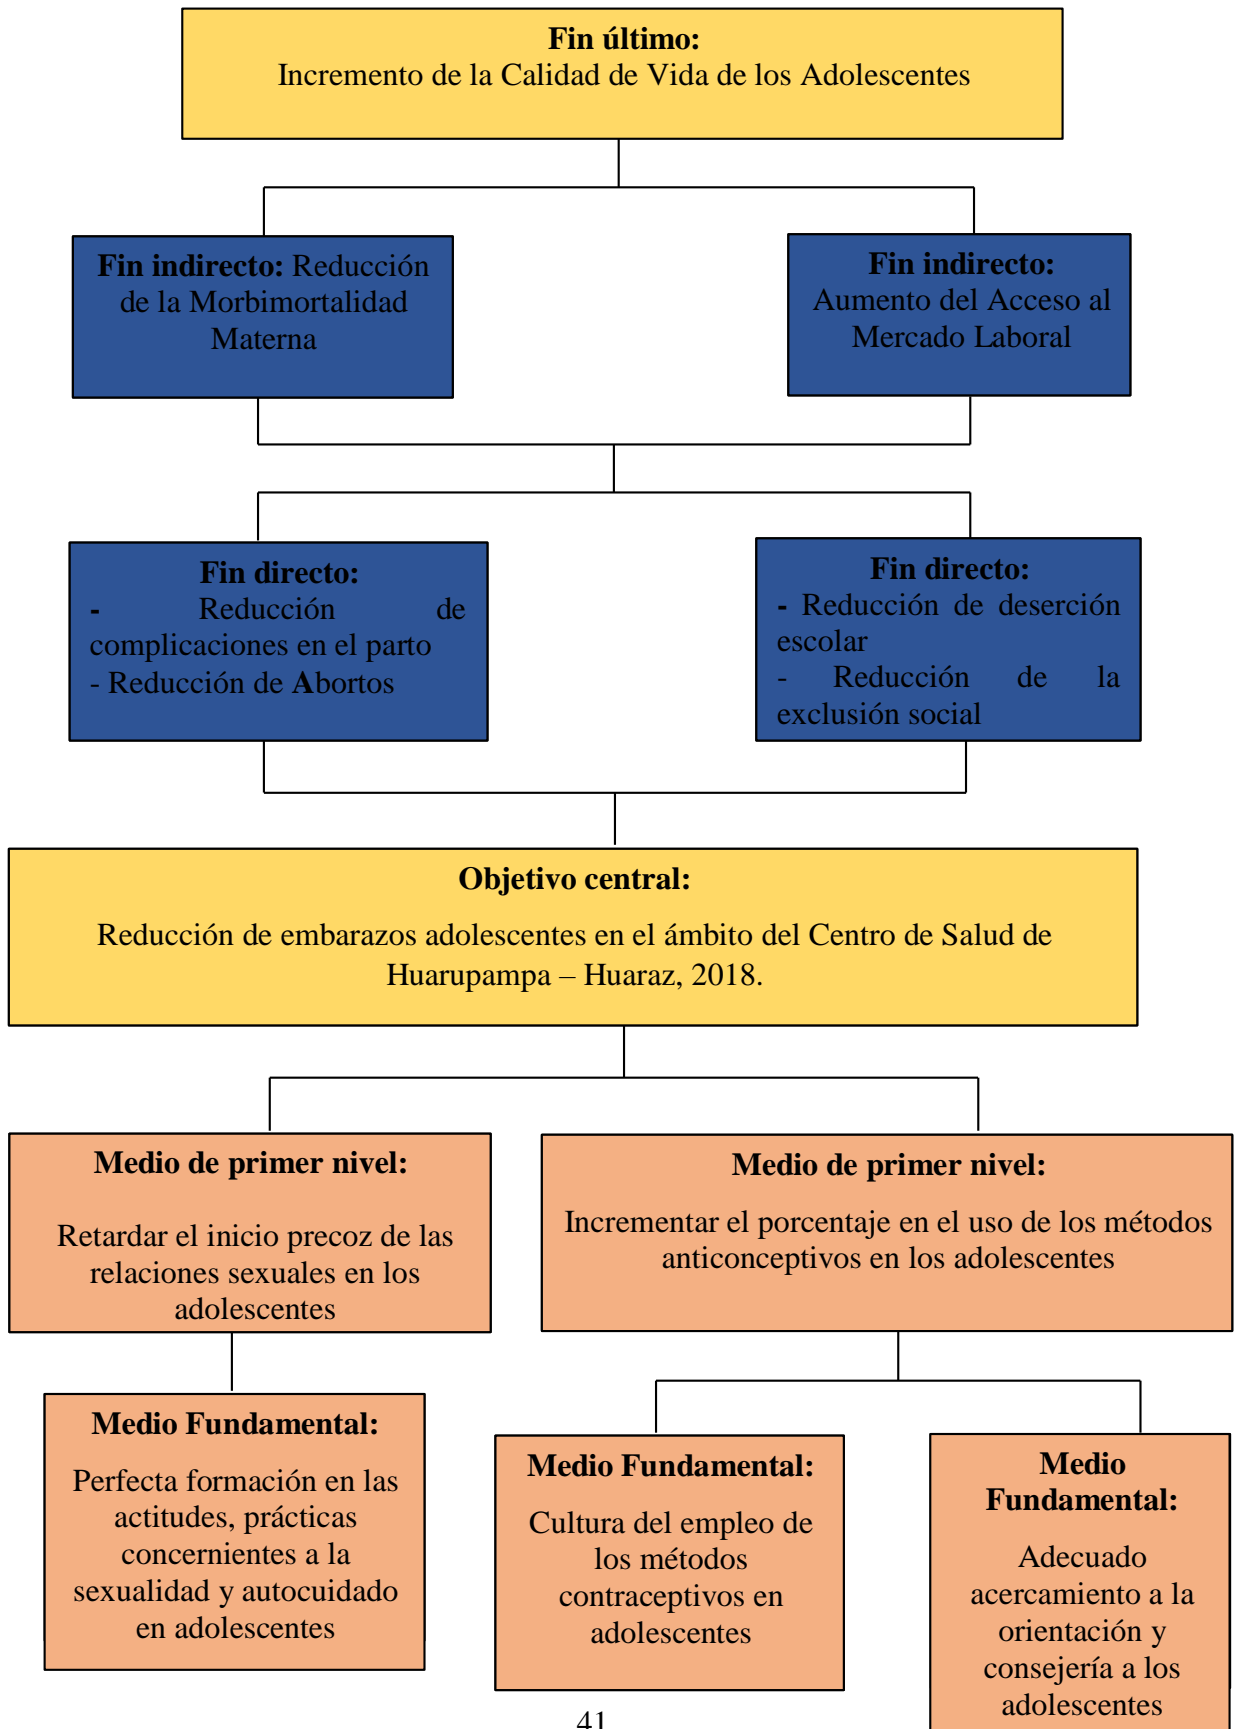 Fin último:
Incremento de la Calidad de Vida de los Adolescentes
Fin indirecto: Reducción
de la Morbimortalidad
Materna
Fin indirecto:
Aumento del Acceso al
Mercado Laboral
Fin directo:
- Reducción de
complicaciones en el parto
- Reducción de Abortos
Fin directo:
- Reducción de deserción
escolar
- Reducción de la
exclusión social
Objetivo central:
Reducción de embarazos adolescentes en el ámbito del Centro de Salud de
Huarupampa – Huaraz, 2018.
Medio de primer nivel:
Retardar el inicio precoz de las
relaciones sexuales en los
adolescentes
Medio de primer nivel:
Incrementar el porcentaje en el uso de los métodos
anticonceptivos en los adolescentes
Medio Fundamental:
Perfecta formación en las
actitudes, prácticas
concernientes a la
sexualidad y autocuidado
en adolescentes
Medio Fundamental:
Cultura del empleo de
los métodos
contraceptivos en
adolescentes
Medio
Fundamental:
Adecuado
acercamiento a la
orientación y
consejería a los
adolescentes
41